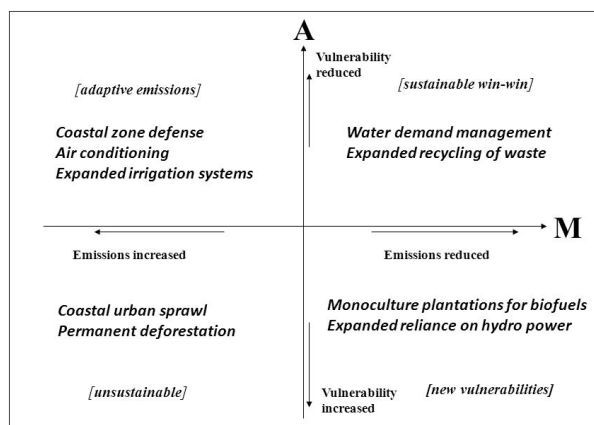 A
Vulnerability
reduced
[adaptive emissions]
[sustainable win-win]
Coastal zone defense
Air conditioning
Expanded irrigation systems
Water demand management
Expanded recycling of waste
M
Emissions increased
Emissions reduced
Coastal urban sprawl
Permanent deforestation
Monoculture plantations for biofuels
Expanded reliance on hydro power
[unsustainable]
Vulnerability
increased
[new vulnerabilities]